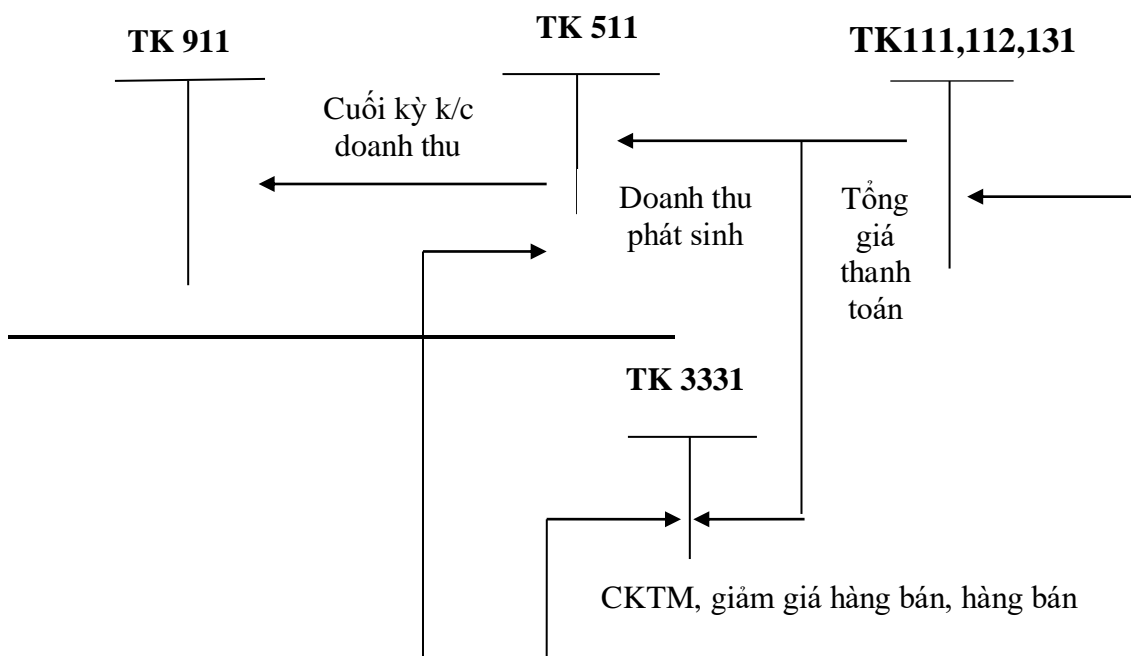 TK 911
TK 511
TK111,112,131
Cuối kỳ k/c
doanh thu
Doanh thu
phát sinh
Tổng
giá
thanh
toán
TK 3331
CKTM, giảm giá hàng bán, hàng bán